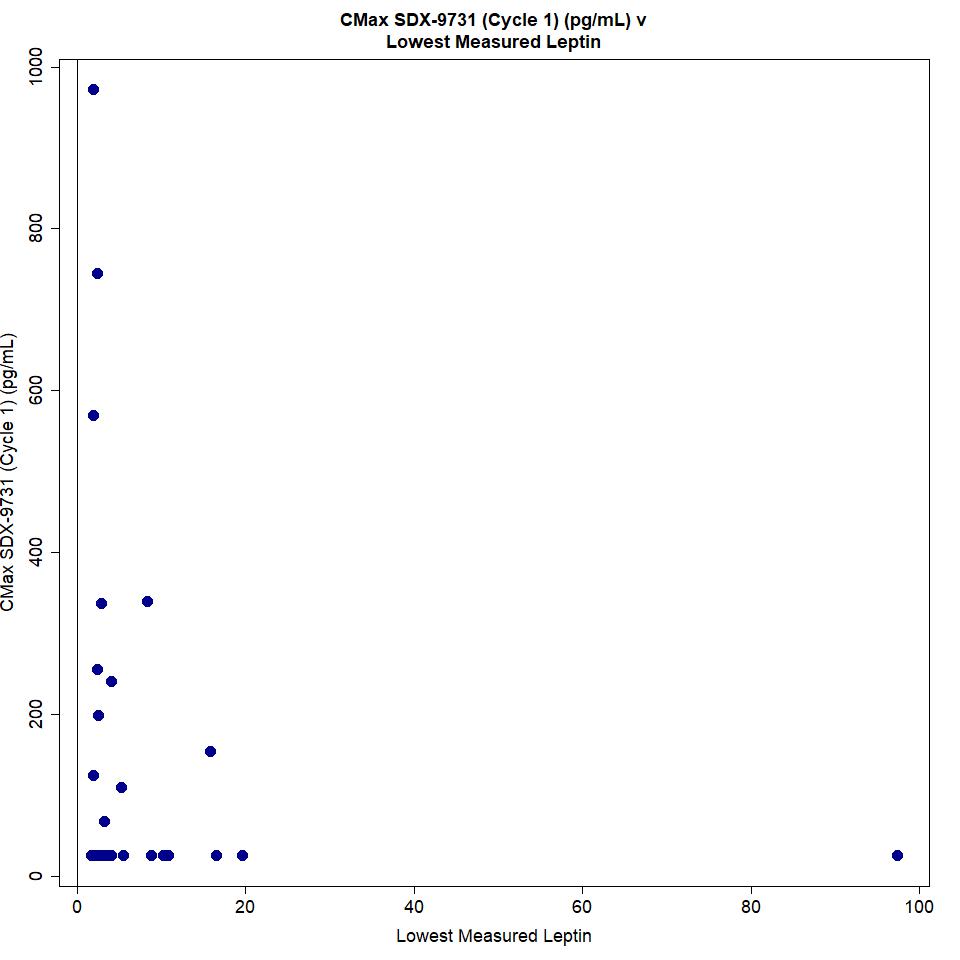 CMax SDX-9731 (Cycle 1) (pg/mL) v
Lowest Measured Leptin
CMax SDX-9731 (Cycle 1) (pg/mL)
1000
800
600
400
200
0
0 20 40 60 80 100
Lowest Measured Leptin